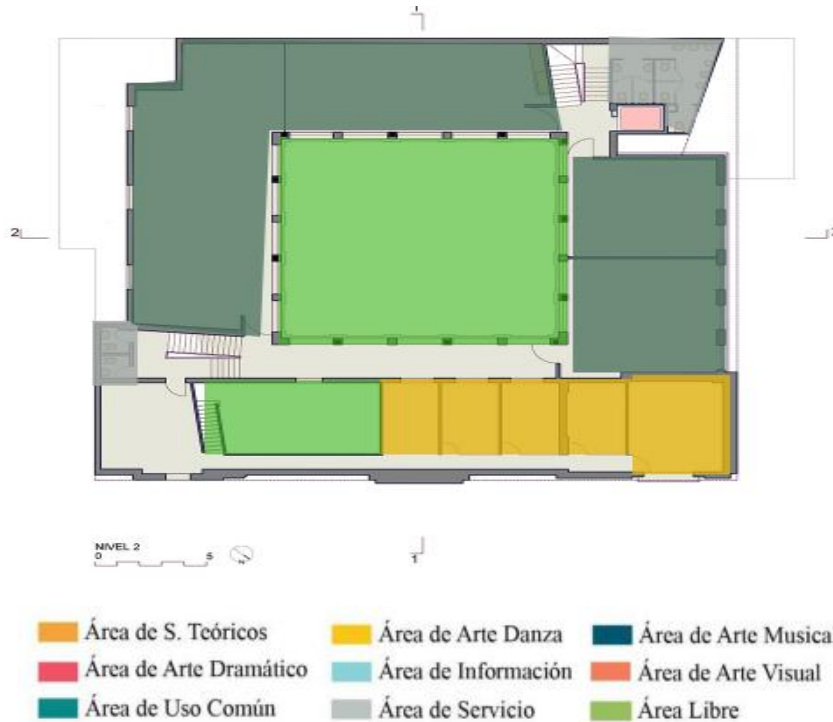 1
2
2
NIVEL 2
0 5
N
1
Área de S. Teóricos
Área de Arte Danza
Área de Arte Musica
Área de Arte Dramático
Área de Información
Área de Arte Visual
Área de Uso Común
Área de Servicio
Área Libre